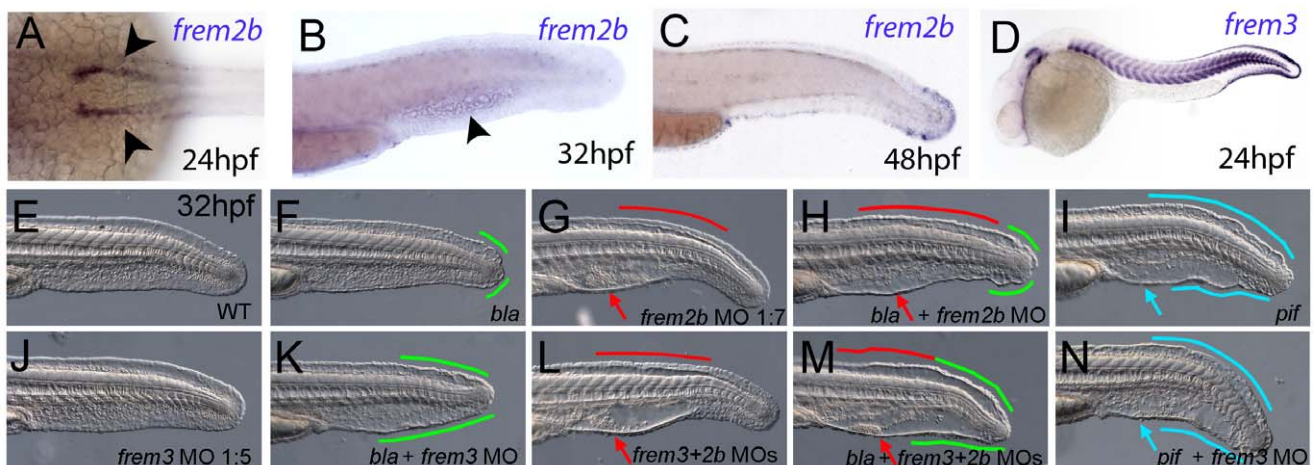 A
frem2b
24hpf
B
frem2b
32hpf
C
frem2b
48hpf
D
frem3
24hpf
E
32hpf
WT
F
bla
G
frem2b MO 1:7
H
bla + frem2b MO
I
pif
J
frem3 MO 1:5
K
bla + frem3 MO
L
frem3+2b MOs
M
bla + frem3+2b MOs
N
pif + frem3 MO